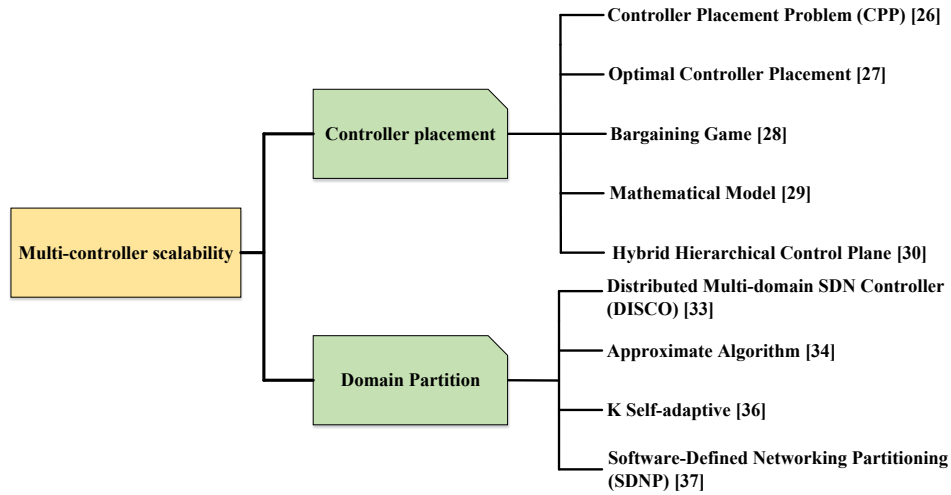 Multi-controller scalability
Controller placement
Controller Placement Problem (CPP) [26]
Optimal Controller Placement [27]
Bargaining Game [28]
Mathematical Model [29]
Hybrid Hierarchical Control Plane [30]
Domain Partition
Distributed Multi-domain SDN Controller
(DISCO) [33]
Approximate Algorithm [34]
K Self-adaptive [36]
Software-Defined Networking Partitioning
(SDNP) [37]